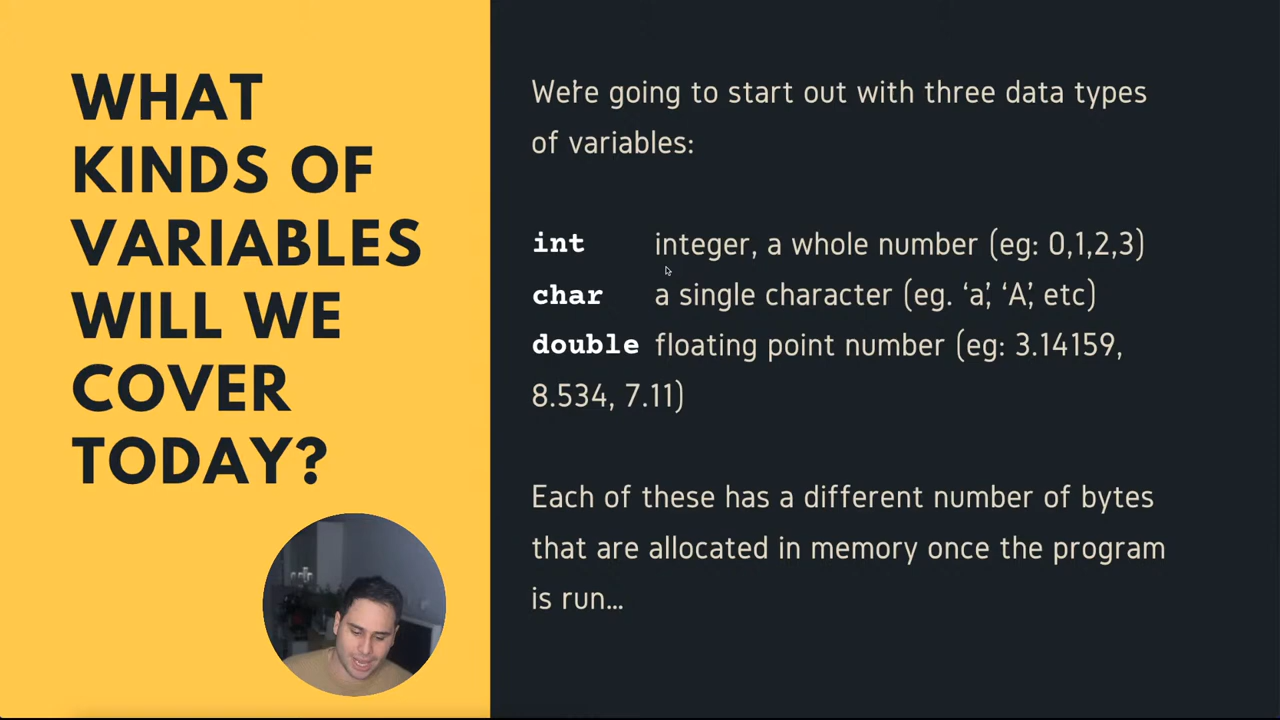 WHAT
KINDS OF
VARIABLES
WILL WE
COVER
TODAY?
We're going to start out with three data types
of variables:
int integer, a whole number (eg: 0,1,2,3)
char a single character (eg. ‘a’, ‘A’, etc)
double floating point number (eg: 3.14159,
8.534, 7.11)
Each of these has a different number of bytes
that are allocated in memory once the program
is run...